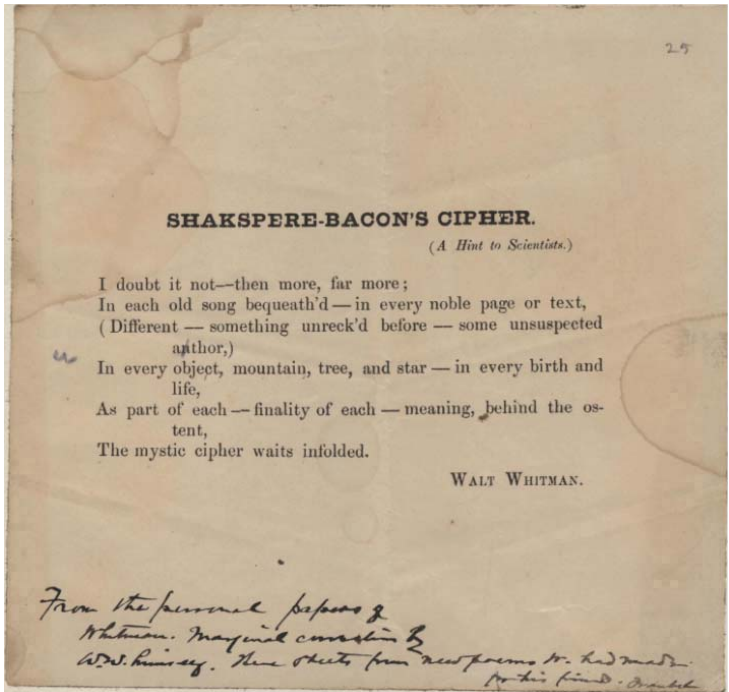 25
SHAKSPERE-BACON'S CIPHER.
(A Hint to Scientists.)
I doubt it not—then more, far more;
In each old song bequeath'd — in every noble page or text,
( Different — something unreck'd before — some unsuspected
anthor,)
u
In every object, mountain, tree, and star — in every birth and
life,
As part of each — finality of each — meaning, behind the os-
tent,
The mystic cipher waits infolded.
WALT WHITMAN.
From the personal papers of
Whitman. Marginal correction by
W.W. himself. These sheets from new poems W. had made
for his friends.